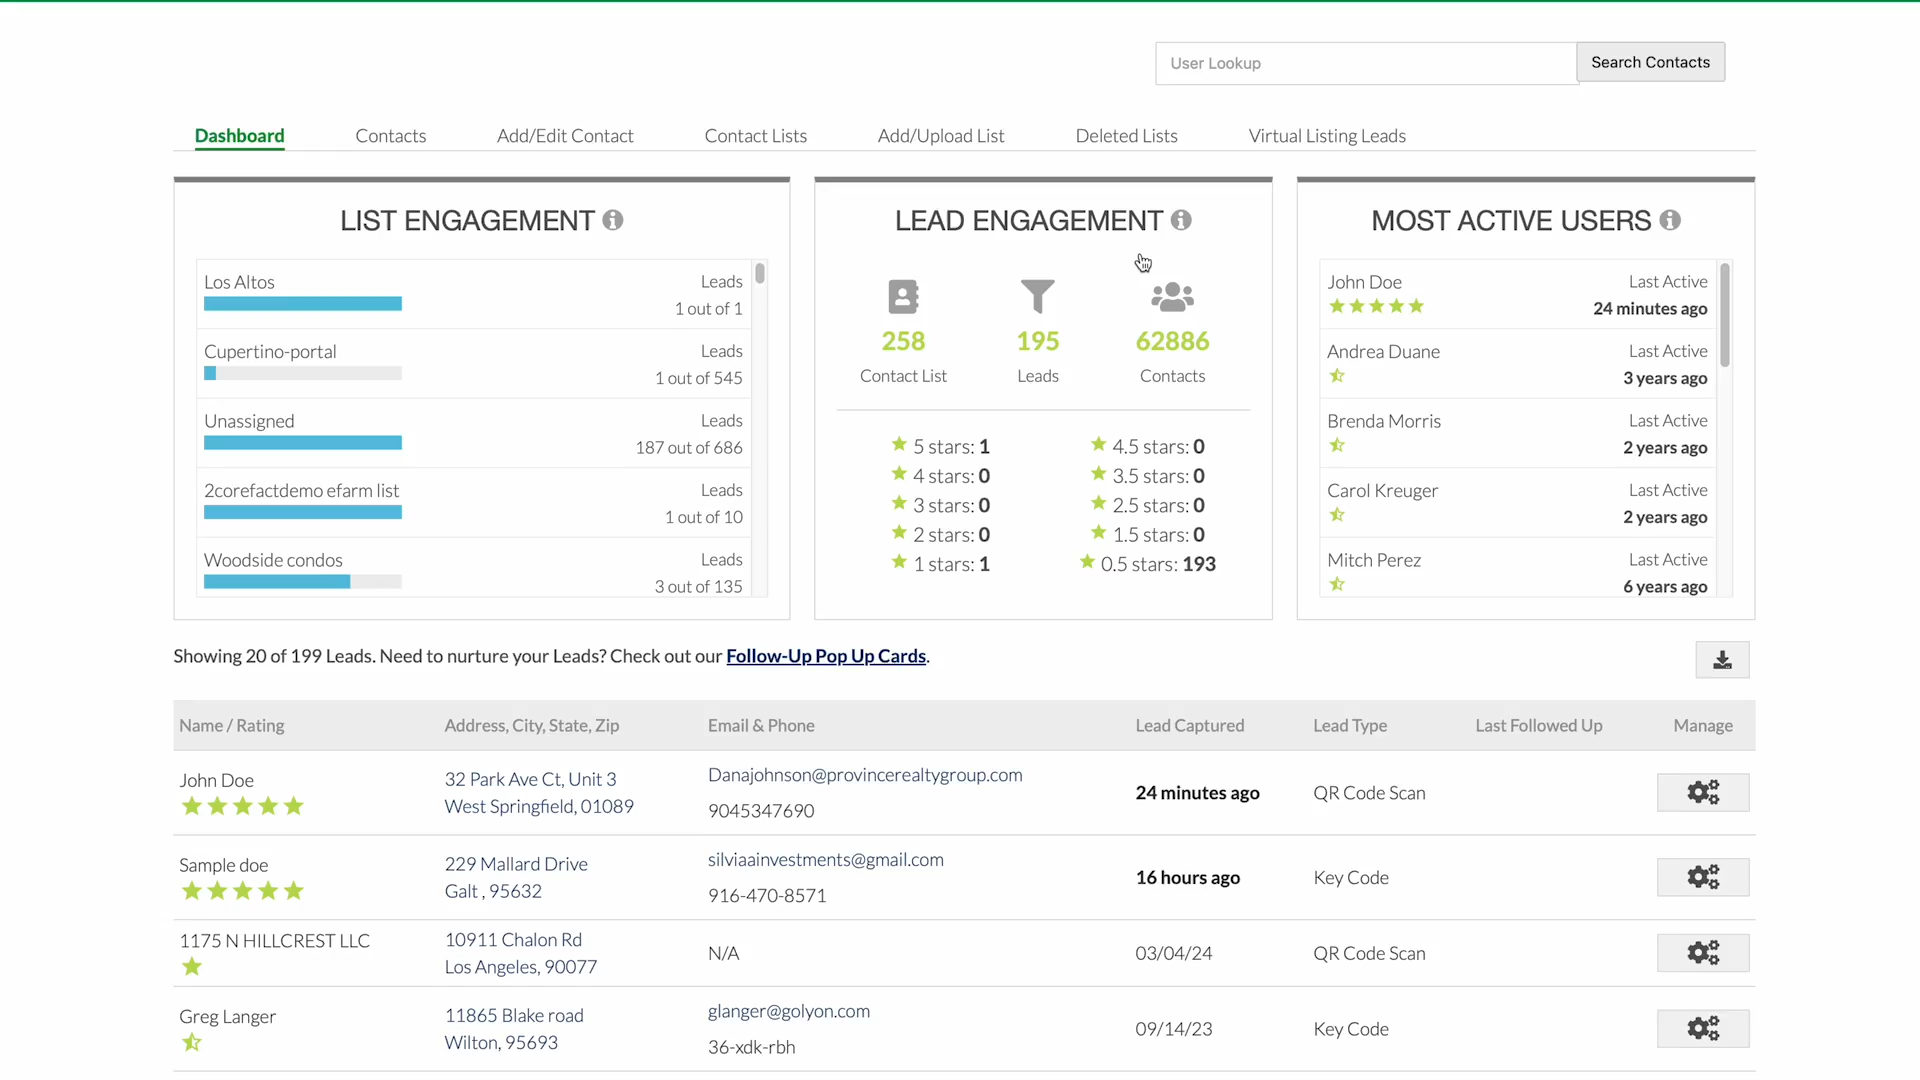 User Lookup
Search Contacts
Dashboard
Contacts
Add/Edit Contact
Contact Lists
Add/Upload List
Deleted Lists
Virtual Listing Leads
LIST ENGAGEMENT
Los Altos
Leads
1 out of 1
Cupertino-portal
Leads
1 out of 545
Unassigned
Leads
187 out of 686
2corefactdemo efarm list
Leads
1 out of 10
Woodside condos
Leads
3 out of 135
LEAD ENGAGEMENT
258
Contact List
195
Leads
62886
Contacts
5 stars: 1
4.5 stars: 0
4 stars: 0
3.5 stars: 0
3 stars: 0
2.5 stars: 0
2 stars: 0
1.5 stars: 0
1 stars: 1
0.5 stars: 193
MOST ACTIVE USERS
John Doe
Last Active
24 minutes ago
Andrea Duane
Last Active
3 years ago
Brenda Morris
Last Active
2 years ago
Carol Kreuger
Last Active
2 years ago
Mitch Perez
Last Active
6 years ago
Showing 20 of 199 Leads. Need to nurture your Leads? Check out our Follow-Up Pop Up Cards.
Name / Rating
Address, City, State, Zip
Email & Phone
Lead Captured
Lead Type
Last Followed Up
Manage
John Doe
32 Park Ave Ct, Unit 3
West Springfield, 01089
Danajohnson@provincerealtygroup.com
9045347690
24 minutes ago
QR Code Scan
Sample doe
229 Mallard Drive
Galt , 95632
silviaainvestments@gmail.com
916-470-8571
16 hours ago
Key Code
1175 N HILLCREST LLC
10911 Chalon Rd
Los Angeles, 90077
N/A
03/04/24
QR Code Scan
Greg Langer
11865 Blake road
Wilton, 95693
glanger@golyon.com
36-xdk-rbh
09/14/23
Key Code